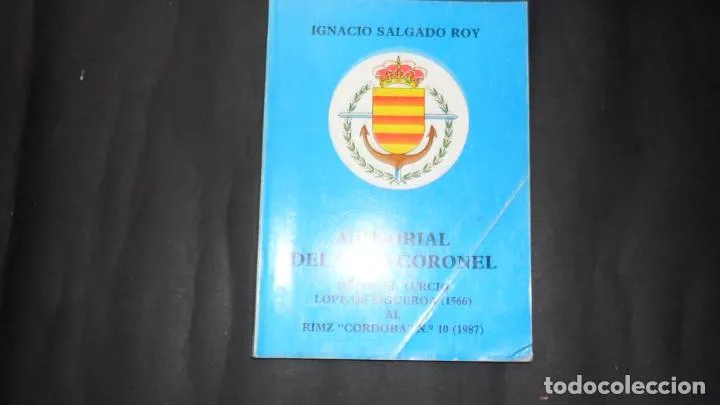 IGNACIO SALGADO ROY
MEMORIAL
DEL CORONEL
TERCIO
LOPE DE FIGUEROA (1566)
AL
RIMZ "CORDOBA" N.º 10 (1987)
todocoleccion